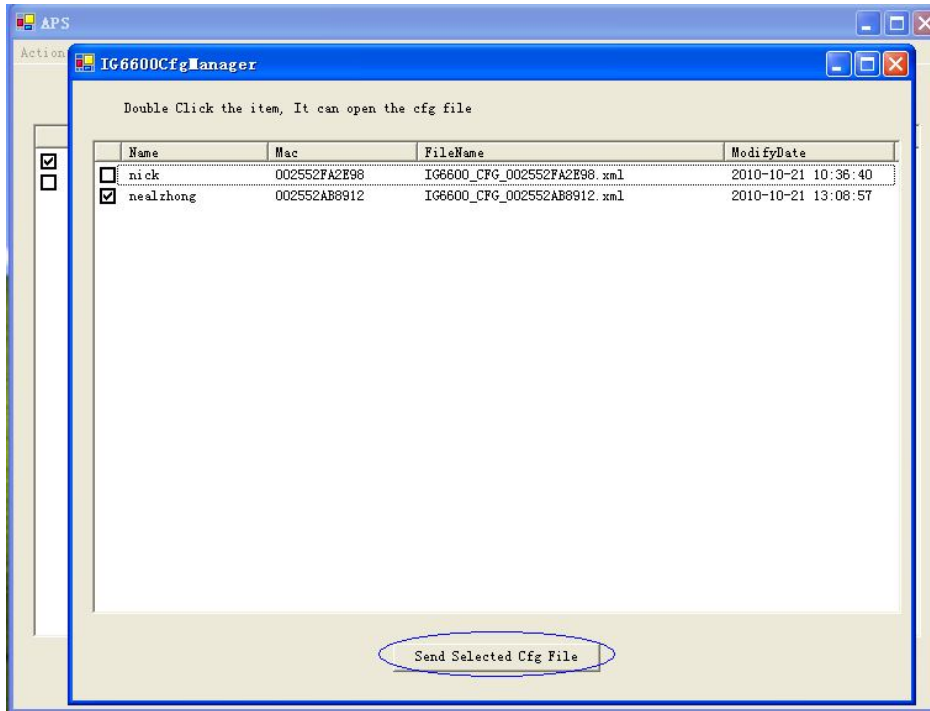 APS
Action
IG6600CfgManager
Double Click the item, It can open the cfg file
Name Mac FileName ModifyDate
nick 002552FA2E98 IG6600_CFG_002552FA2E98.xml 2010-10-21 10:36:40
nealzhong 002552AB8912 IG6600_CFG_002552AB8912.xml 2010-10-21 13:08:57
Send Selected Cfg File